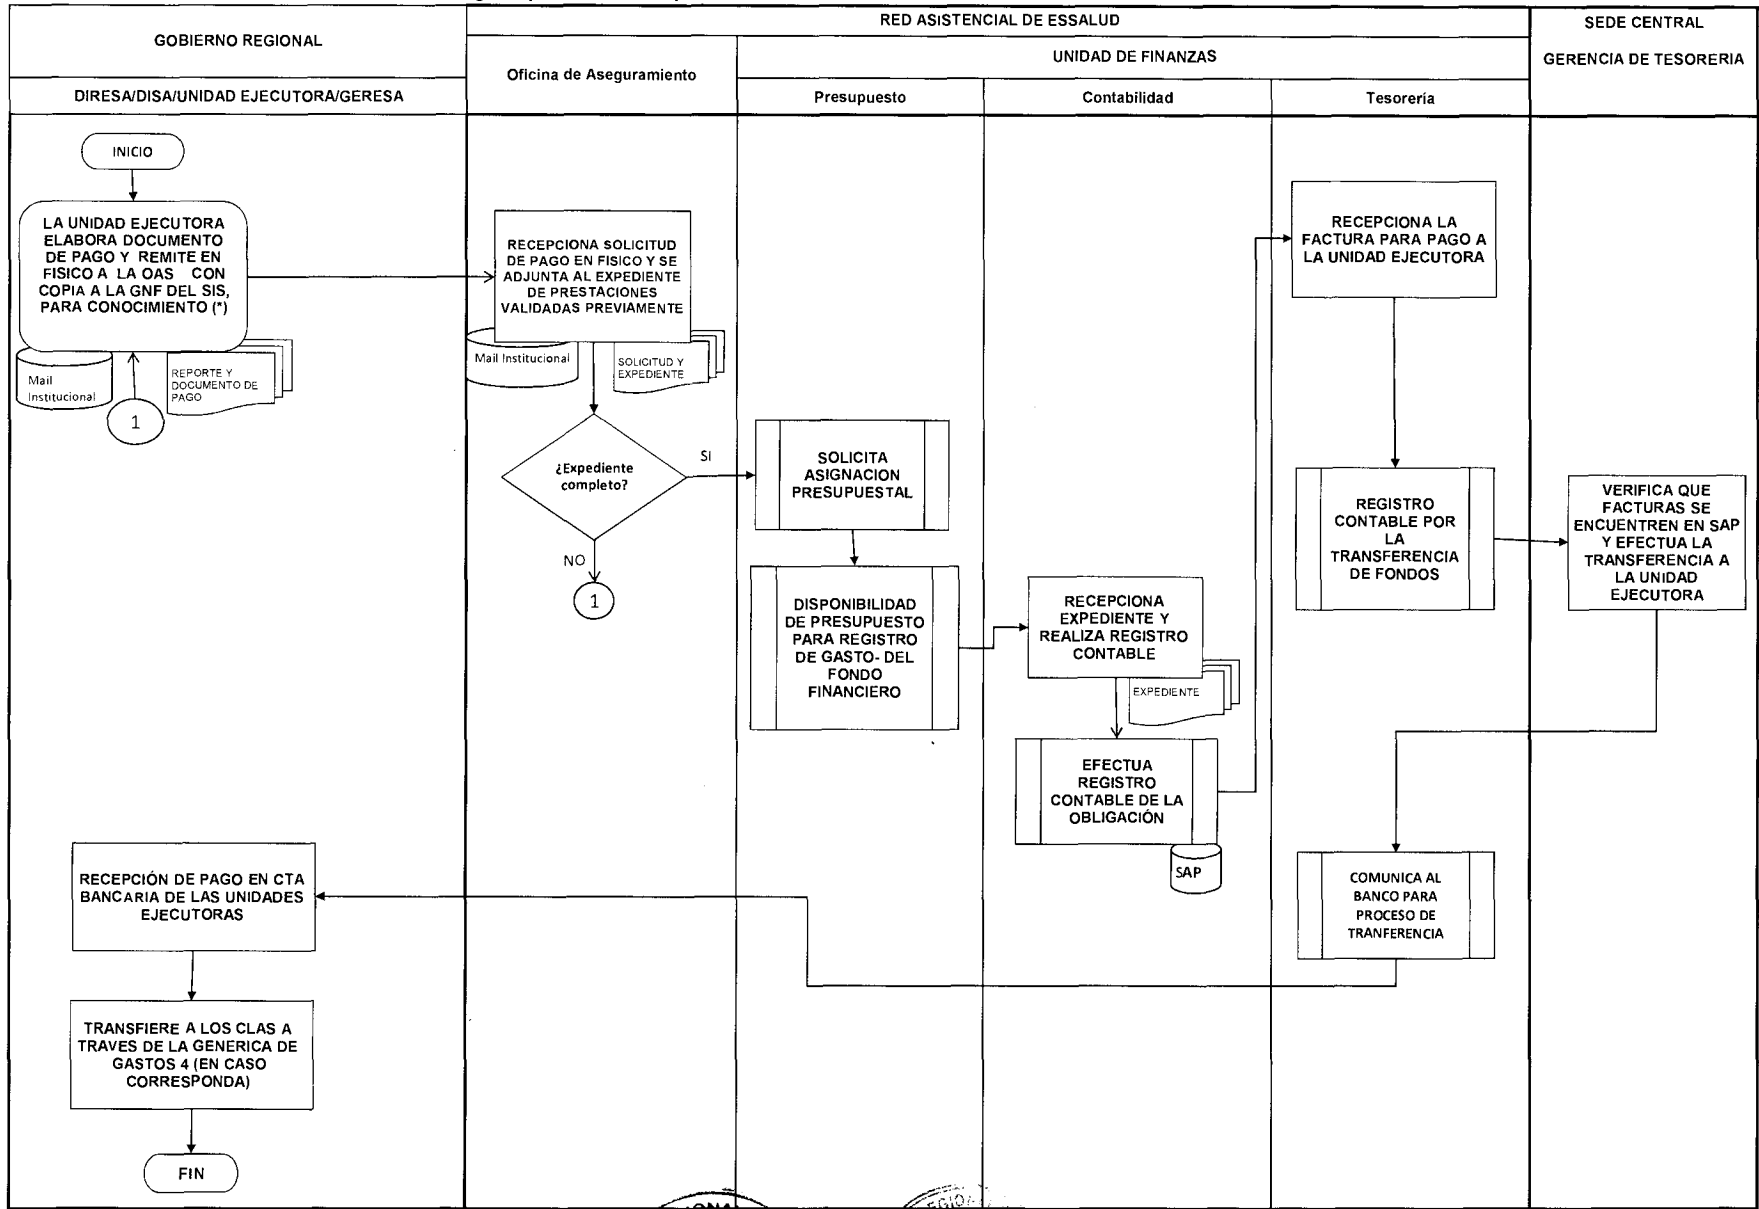 GOBIERNO REGIONAL
DIRESA/DISA/UNIDAD EJECUTORA/GERESA
RED ASISTENCIAL DE ESSALUD
Oficina de Aseguramiento
UNIDAD DE FINANZAS
Presupuesto
Contabilidad
Tesorería
SEDE CENTRAL
GERENCIA DE TESORERIA
INICIO
LA UNIDAD EJECUTORA
ELABORA DOCUMENTO
DE PAGO Y REMITE EN
FISICO A LA OAS CON
COPIA A LA GNF DEL SIS,
PARA CONOCIMIENTO (*)
Mail
Institucional
REPORTE Y
DOCUMENTO DE
PAGO
1
RECEPCIONA SOLICITUD
DE PAGO EN FISICO Y SE
ADJUNTA AL EXPEDIENTE
DE PRESTACIONES
VALIDADAS PREVIAMENTE
Mail Institucional
SOLICITUD Y
EXPEDIENTE
¿Expediente
completo?
SI
NO
1
SOLICITA
ASIGNACION
PRESUPUESTAL
DISPONIBILIDAD
DE PRESUPUESTO
PARA REGISTRO
DE GASTO- DEL
FONDO
FINANCIERO
RECEPCIONA
EXPEDIENTE Y
REALIZA REGISTRO
CONTABLE
EXPEDIENTE
EFECTUA
REGISTRO
CONTABLE DE LA
OBLIGACIÓN
SAP
RECEPCIONA LA
FACTURA PARA PAGO A
LA UNIDAD EJECUTORA
REGISTRO
CONTABLE POR
LA
TRANSFERENCIA
DE FONDOS
VERIFICA QUE
FACTURAS SE
ENCUENTREN EN SAP
Y EFECTUA LA
TRANSFERENCIA A
LA UNIDAD
EJECUTORA
COMUNICA AL
BANCO PARA
PROCESO DE
TRANFERENCIA
RECEPCIÓN DE PAGO EN CTA
BANCARIA DE LAS UNIDADES
EJECUTORAS
TRANSFIERE A LOS CLAS A
TRAVES DE LA GENERICA DE
GASTOS 4 (EN CASO
CORRESPONDA)
FIN